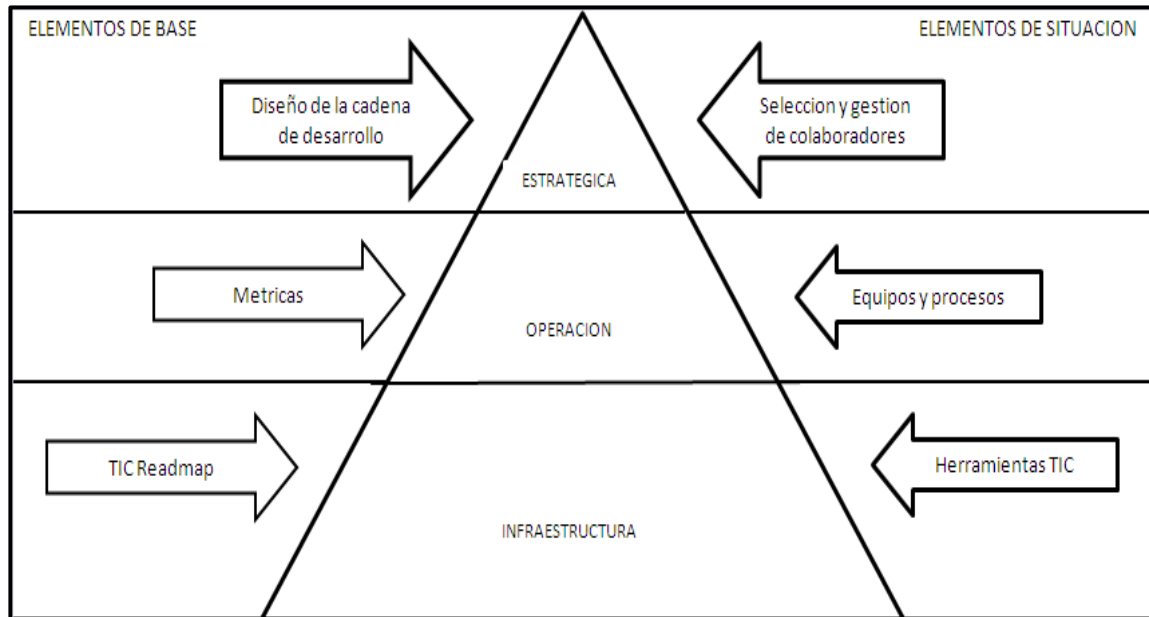 ELEMENTOS DE BASE
ELEMENTOS DE SITUACION
Diseño de la cadena
de desarrollo
Seleccion y gestion
de colaboradores
ESTRATEGICA
Metricas
Equipos y procesos
OPERACION
TIC Readmap
Herramientas TIC
INFRAESTRUCTURA